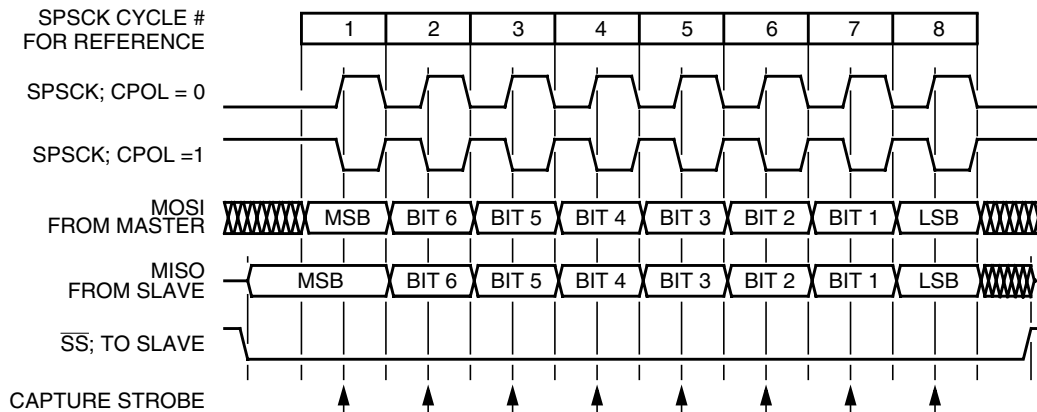 SPSCK CYCLE #
FOR REFERENCE
1 2 3 4 5 6 7 8
SPSCK; CPOL = 0
SPSCK; CPOL =1
MOSI
FROM MASTER
MSB BIT 6 BIT 5 BIT 4 BIT 3 BIT 2 BIT 1 LSB
MISO
FROM SLAVE
MSB BIT 6 BIT 5 BIT 4 BIT 3 BIT 2 BIT 1 LSB
S̅S̅; TO SLAVE
CAPTURE STROBE